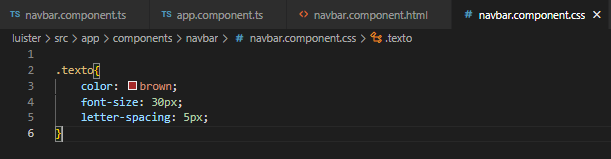 TS navbar.component.ts TS app.component.ts <> navbar.component.html # navbar.component.css
luister > src > app > components > navbar > # navbar.component.css > .texto
1
2 .texto{
3 color: brown;
4 font-size: 30px;
5 letter-spacing: 5px;
6 }